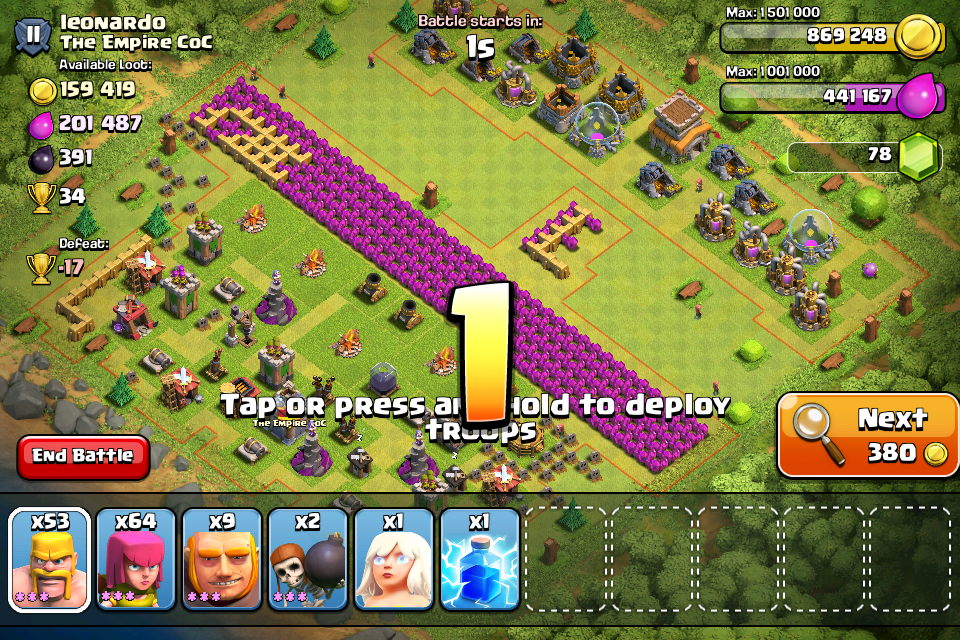 leonardo
The Empire CoC
Available Loot:
159 419
201 487
391
34
Defeat:
-17
Battle starts in:
1s
Max: 1 501 000
869 248
Max: 1 001 000
441 167
78
1
Tap or press and hold to deploy
troops
The Empire CoC
End Battle
Next
380
x53
x64
x9
x2
x1
x1